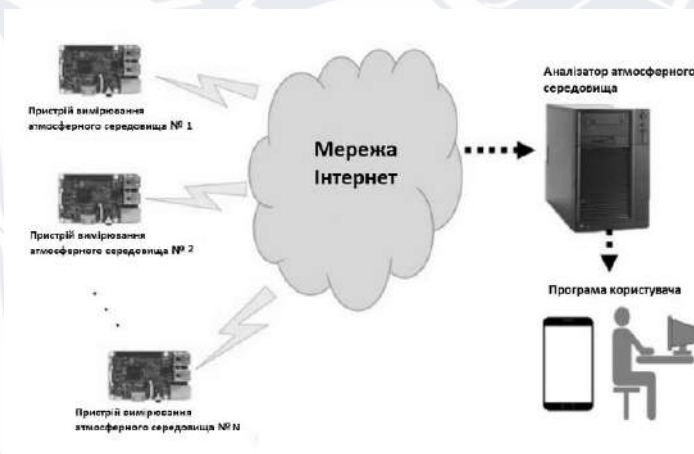 Пристрій вимірювання
атмосферного середовища № 1
Пристрій вимірювання
атмосферного середовища № 2
Пристрій вимірювання
атмосферного середовища № N
Мережа
Інтернет
Аналізатор атмосферного
середовища
Програма користувача